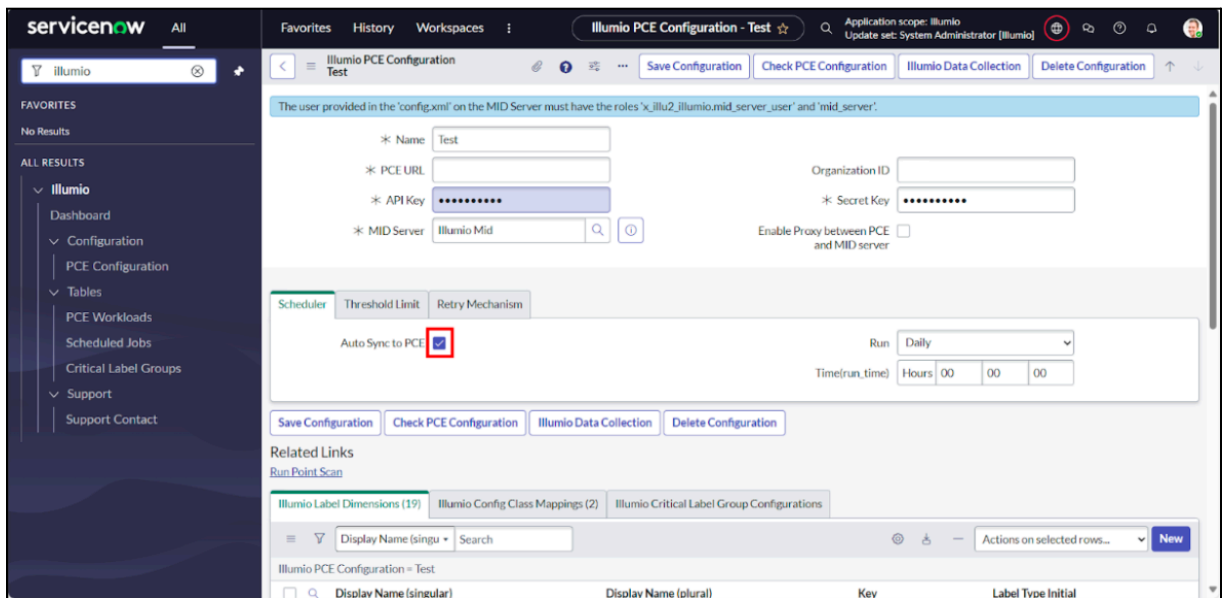 servicenow All Favorites History Workspaces Illumio PCE Configuration - Test Application scope: Illumio
Update set: System Administrator [Illumio]
illumio
Illumio PCE Configuration
Test
Save Configuration Check PCE Configuration Illumio Data Collection Delete Configuration
FAVORITES
No Results
ALL RESULTS
Illumio
Dashboard
Configuration
PCE Configuration
Tables
PCE Workloads
Scheduled Jobs
Critical Label Groups
Support
Support Contact
The user provided in the 'config.xml' on the MID Server must have the roles 'x_illu2_illumio.mid_server_user' and 'mid_server'.
Name Test
PCE URL
Organization ID
API Key
Secret Key
MID Server Illumio Mid
Enable Proxy between PCE
and MID server
Scheduler Threshold Limit Retry Mechanism
Auto Sync to PCE
Run Daily
Time(run_time) Hours 00 00 00
Save Configuration Check PCE Configuration Illumio Data Collection Delete Configuration
Related Links
Run Point Scan
Illumio Label Dimensions (19) Illumio Config Class Mappings (2) Illumio Critical Label Group Configurations
Display Name (singu Search Actions on selected rows... New
Illumio PCE Configuration = Test
Display Name (singular) Display Name (plural) Key Label Type Initial